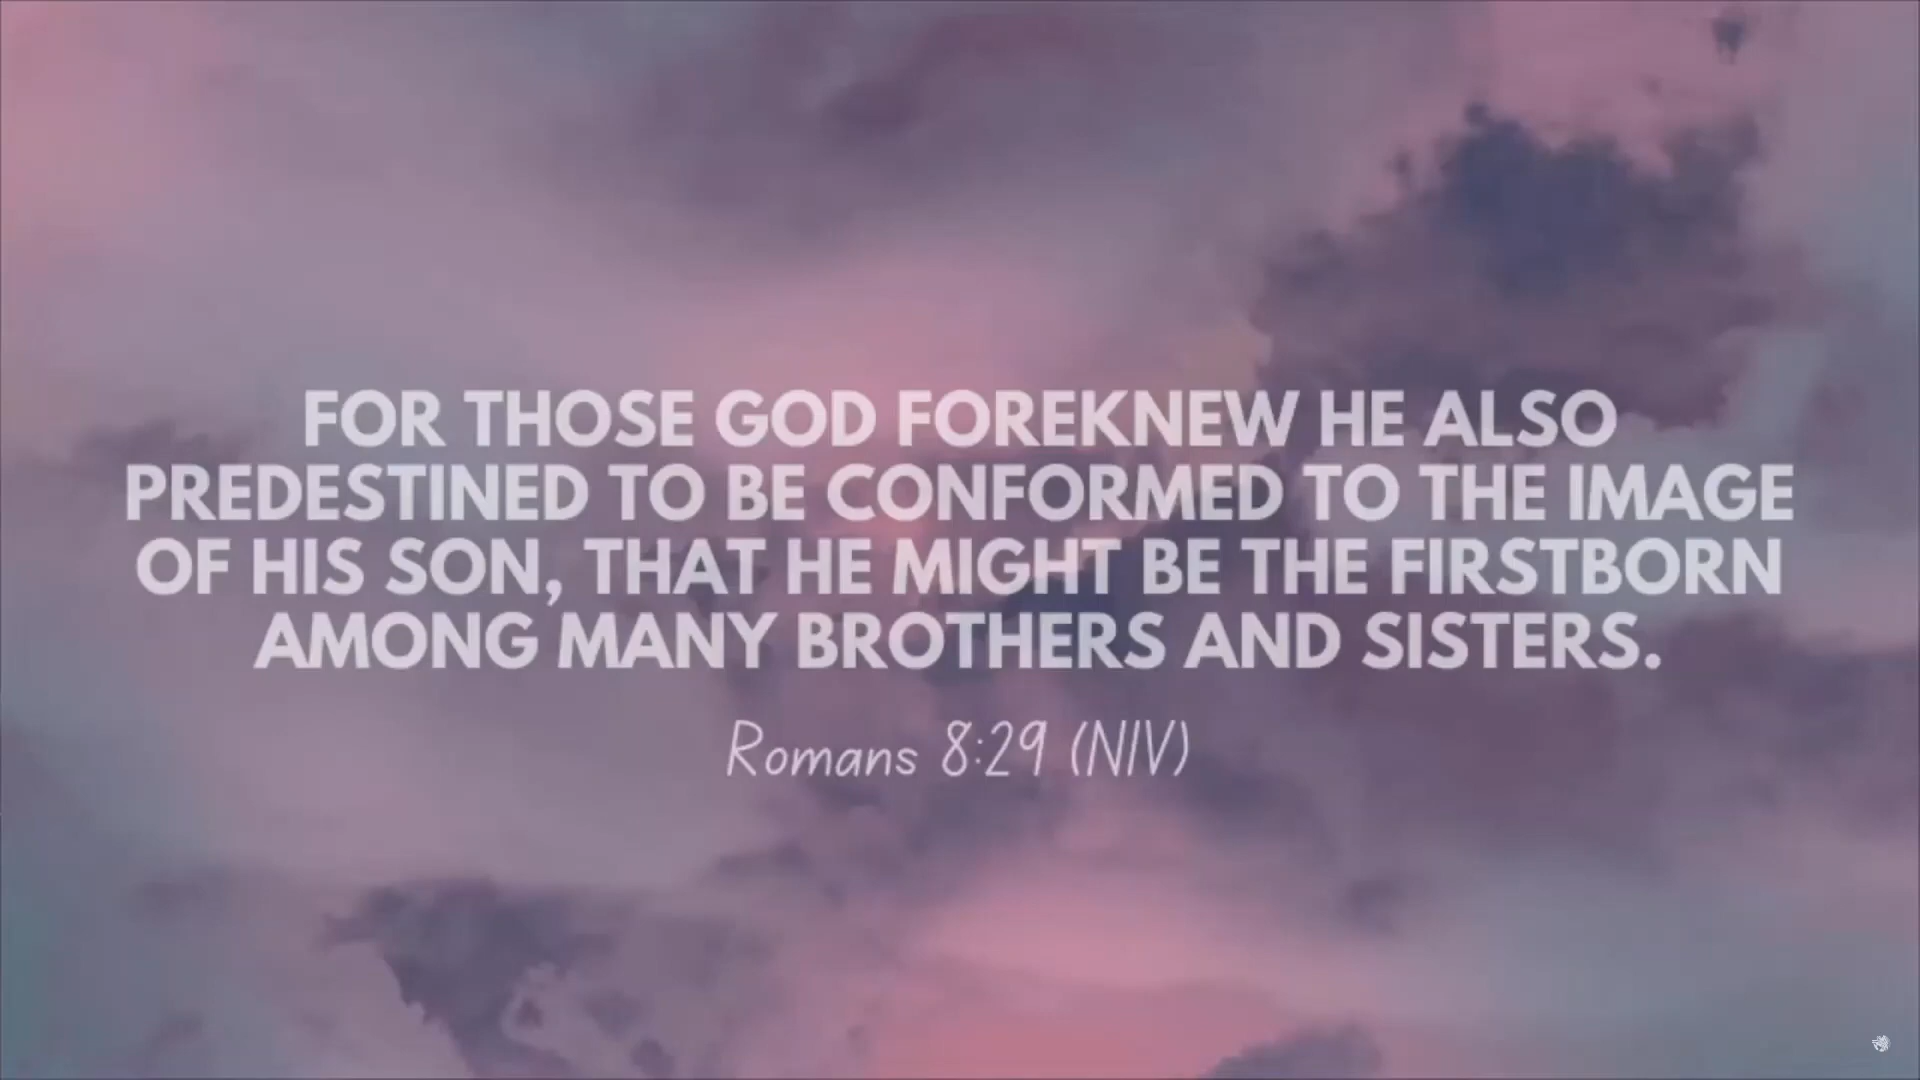 FOR THOSE GOD FOREKNEW HE ALSO
PREDESTINED TO BE CONFORMED TO THE IMAGE
OF HIS SON, THAT HE MIGHT BE THE FIRSTBORN
AMONG MANY BROTHERS AND SISTERS.
Romans 8:29 (NIV)